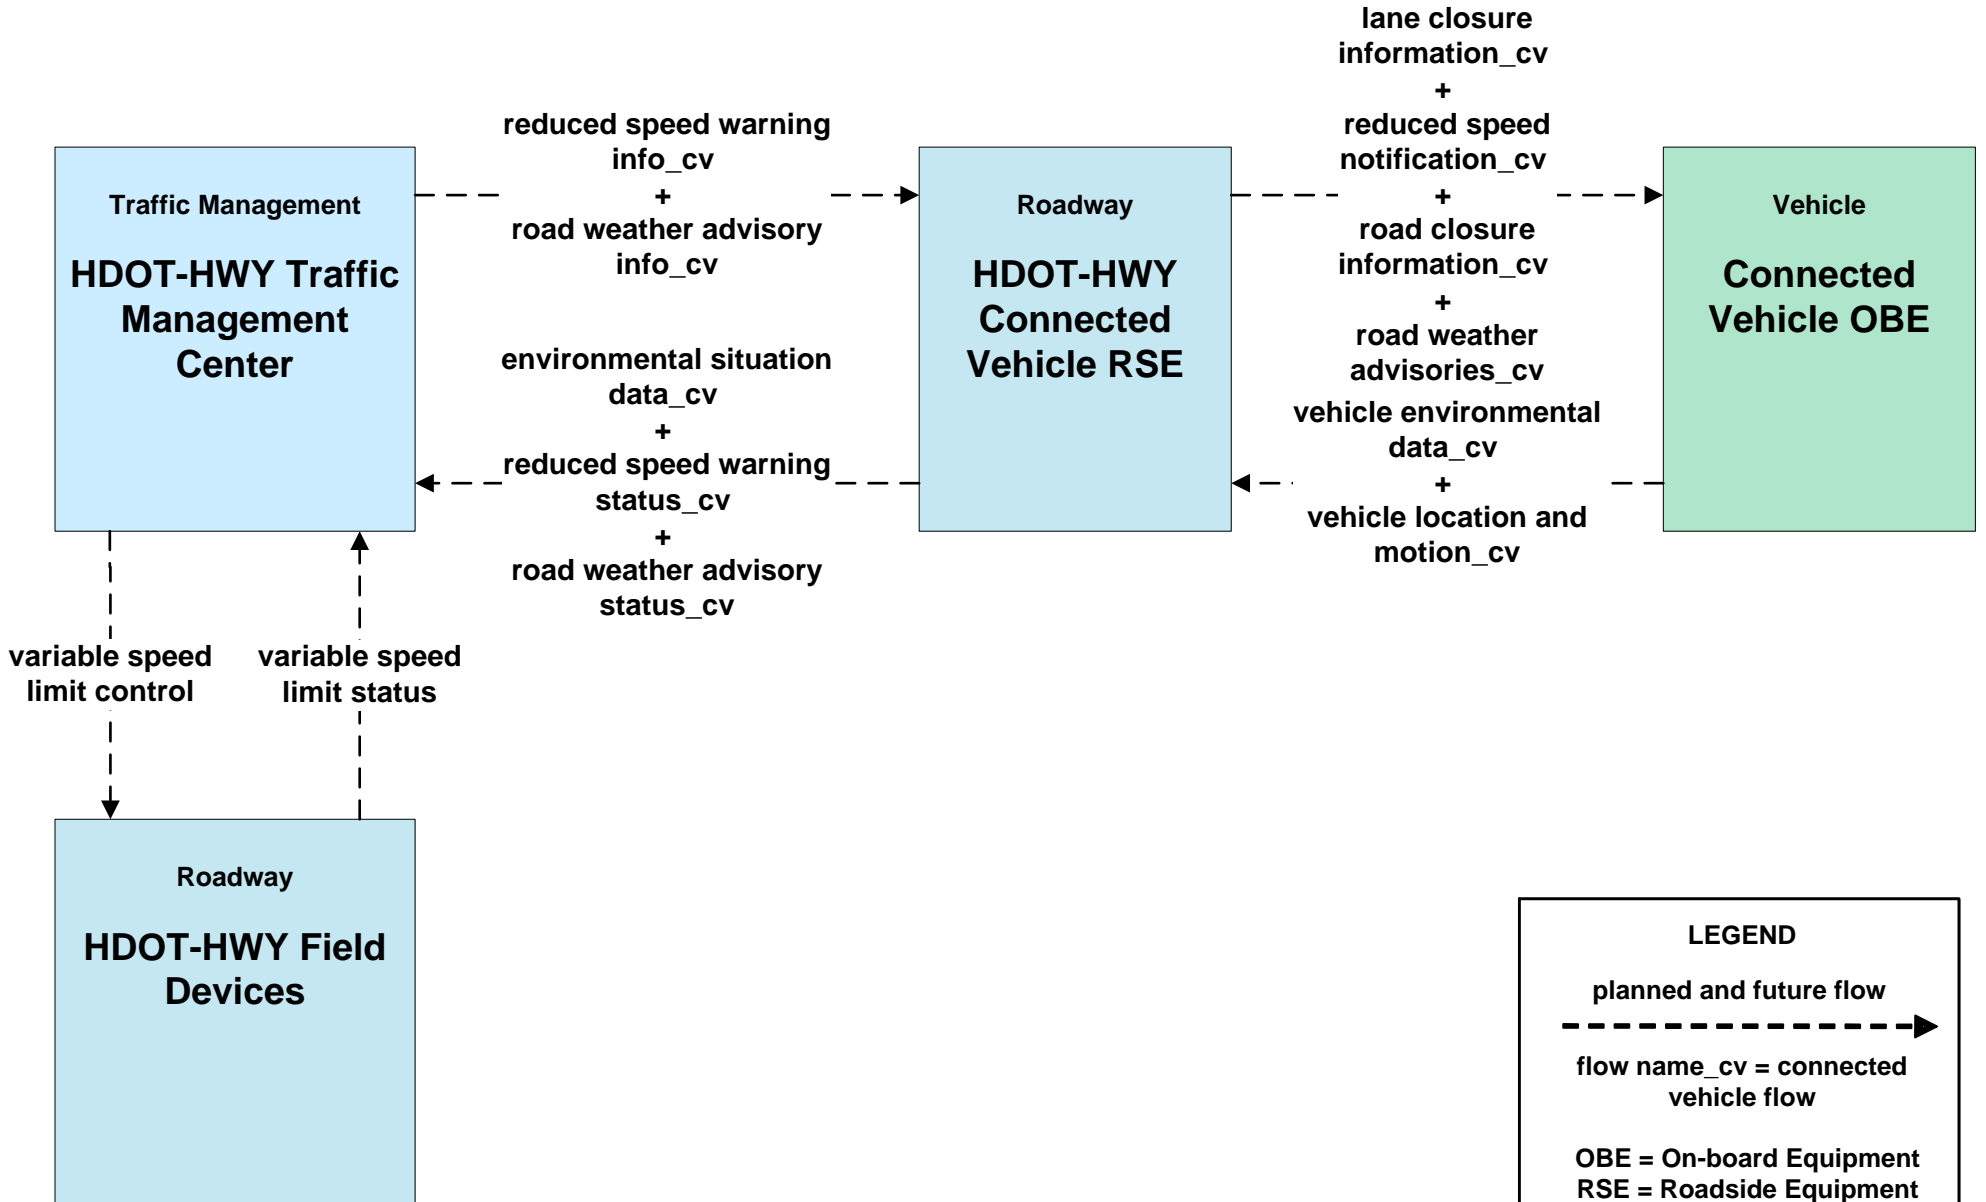 Traffic Management
HDOT-HWY Traffic
Management
Center
reduced speed warning
info_cv
+
road weather advisory
info_cv
environmental situation
data_cv
+
reduced speed warning
status_cv
+
road weather advisory
status_cv
Roadway
HDOT-HWY
Connected
Vehicle RSE
lane closure
information_cv
+
reduced speed
notification_cv
+
road closure
information_cv
+
road weather
advisories_cv
vehicle environmental
data_cv
+
vehicle location and
motion_cv
Vehicle
Connected
Vehicle OBE
variable speed
limit control
variable speed
limit status
Roadway
HDOT-HWY Field
Devices
LEGEND
planned and future flow
flow name_cv = connected
vehicle flow
OBE = On-board Equipment
RSE = Roadside Equipment